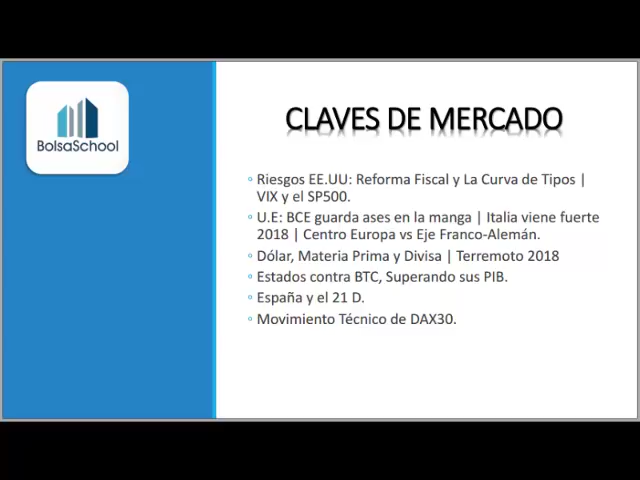 BolsaSchool
CLAVES DE MERCADO
Riesgos EE.UU: Reforma Fiscal y La Curva de Tipos |
VIX y el SP500.
U.E: BCE guarda ases en la manga | Italia viene fuerte
2018 | Centro Europa vs Eje Franco-Alemán.
Dólar, Materia Prima y Divisa | Terremoto 2018
Estados contra BTC, Superando sus PIB.
España y el 21 D.
Movimiento Técnico de DAX30.